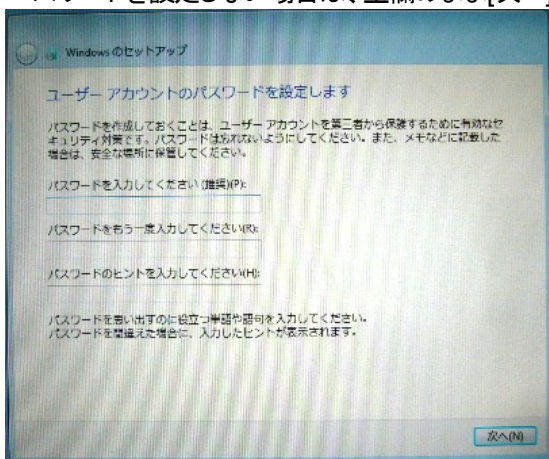 Windows のセットアップ
ユーザー アカウントのパスワードを設定します
パスワードを作成しておくことは、ユーザー アカウントを第三者から保護するために有効なセ
キュリティ対策です。パスワードは忘れないようにしてください。また、メモなどに記載した
場合は、安全な場所に保管してください。
パスワードを入力してください (推奨)(P):
パスワードをもう一度入力してください(R):
パスワードのヒントを入力してください(H):
パスワードを思い出すのに役立つ単語や語句を入力してください。
パスワードを間違えた場合に、入力したヒントが表示されます。
次へ(N)